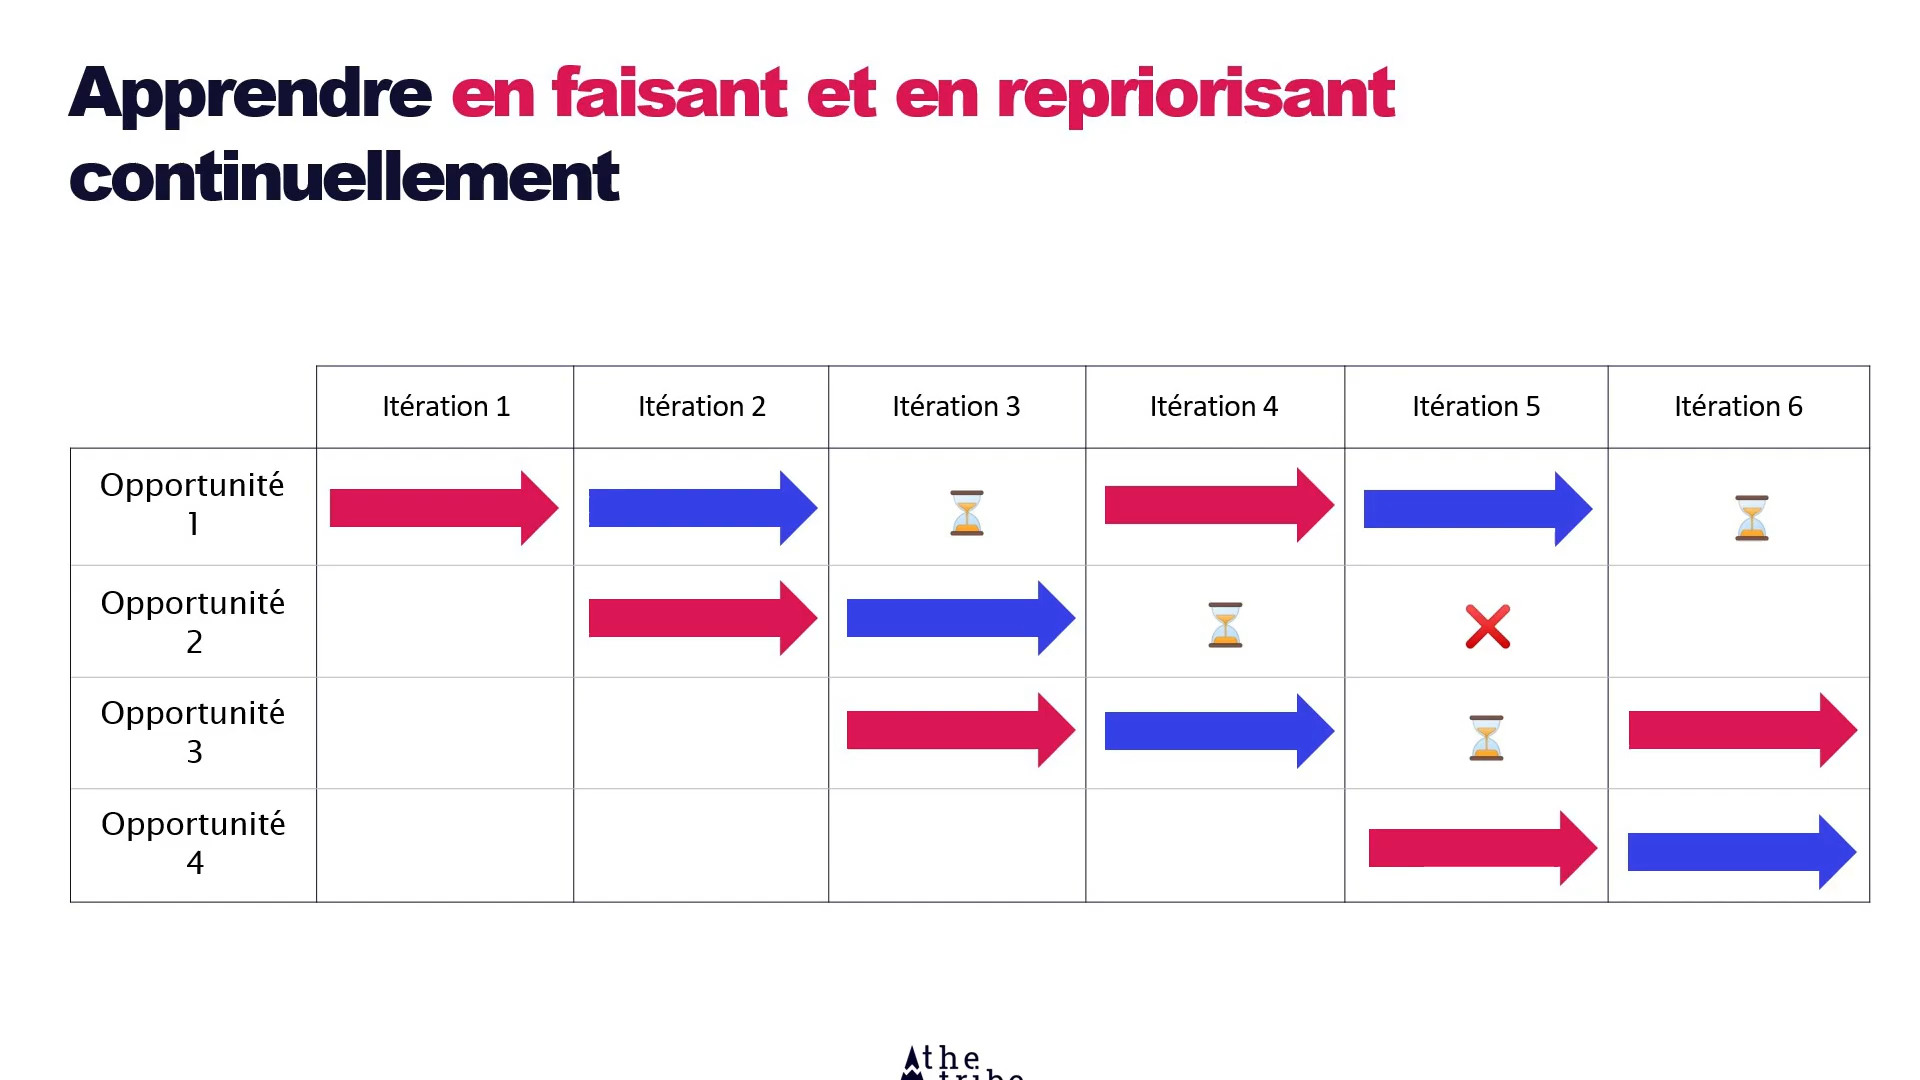 Apprendre en faisant et en repriorisant
continuellement
Itération 1
Itération 2
Itération 3
Itération 4
Itération 5
Itération 6
Opportunité
1
Opportunité
2
Opportunité
3
Opportunité
4
the
tribe